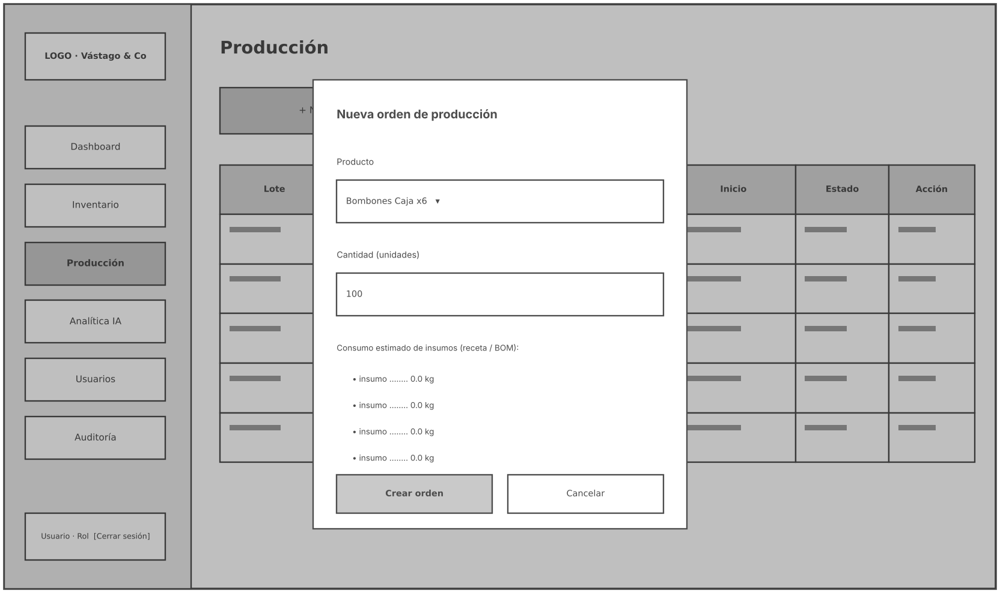 LOGO · Vástago & Co
Dashboard
Inventario
Producción
Analítica IA
Usuarios
Auditoría
Usuario · Rol [Cerrar sesión]
Producción
+
Lote
Inicio
Estado
Acción
Nueva orden de producción
Producto
Bombones Caja x6 ▾
Cantidad (unidades)
100
Consumo estimado de insumos (receta / BOM):
• insumo ........ 0.0 kg
• insumo ........ 0.0 kg
• insumo ........ 0.0 kg
• insumo ........ 0.0 kg
Crear orden
Cancelar